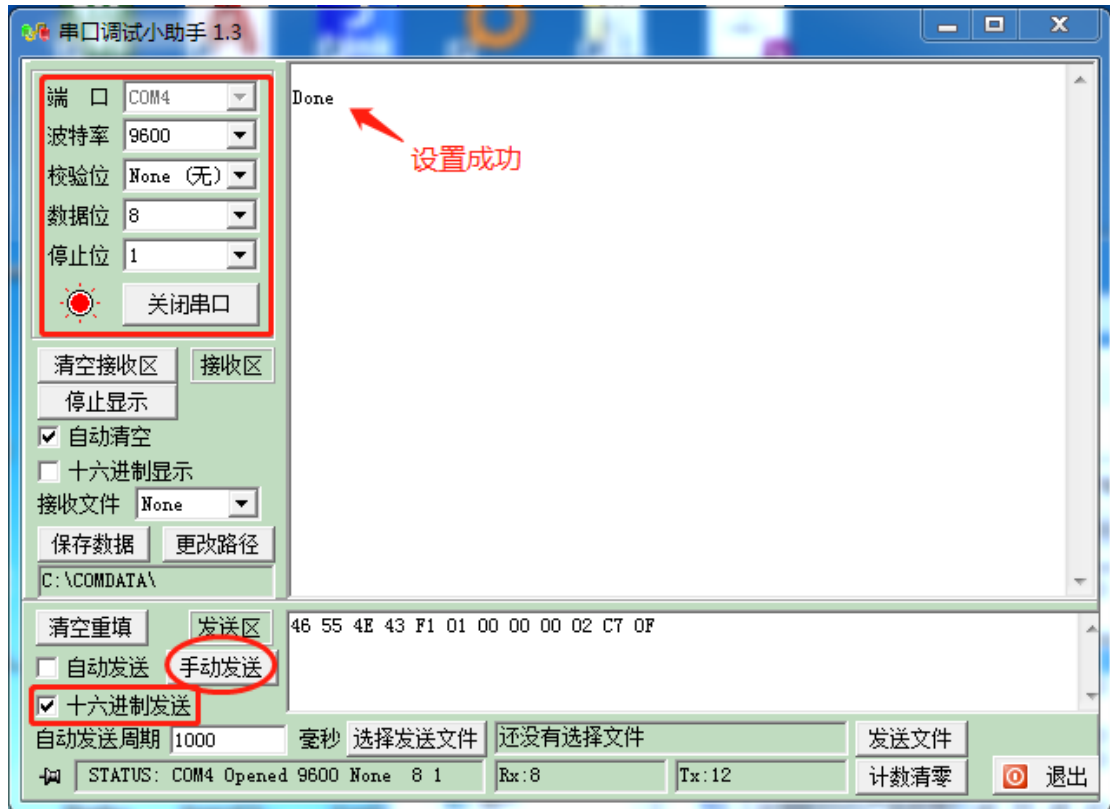 串口调试小助手 1.3
端 口 COM4
波特率 9600
校验位 None (无)
数据位 8
停止位 1
关闭串口
Done
设置成功
清空接收区 接收区
停止显示
自动清空
十六进制显示
接收文件 None
保存数据 更改路径
C:\COMDATA\
清空重填 发送区
46 55 4E 43 F1 01 00 00 00 02 C7 0F
自动发送 手动发送
十六进制发送
自动发送周期 1000 毫秒 选择发送文件 还没有选择文件 发送文件
STATUS: COM4 Opened 9600 None 8 1 Rx:8 Tx:12 计数清零 退出